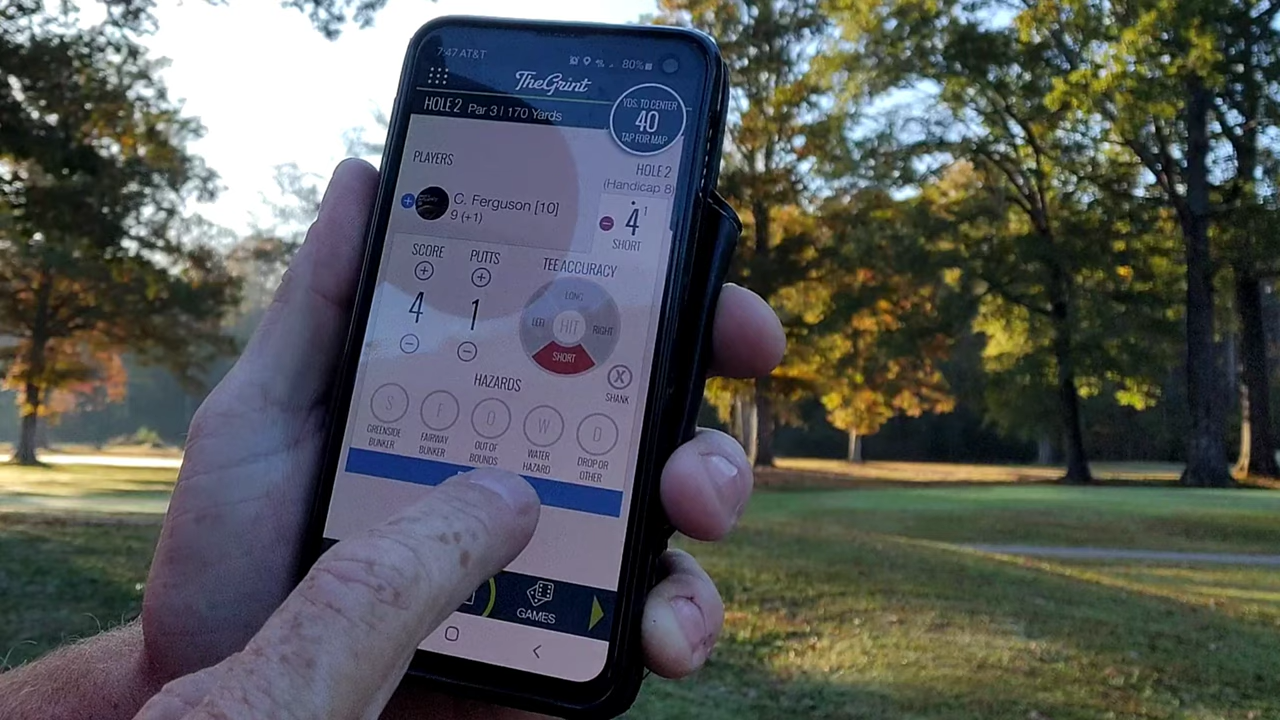 7:47 AT&T 80%
TheGrint
HOLE 2 Par 3 | 170 Yards
YDS. TO CENTER
40
TAP FOR MAP
PLAYERS
HOLE 2
(Handicap 8)
C. Ferguson [10]
9 (+1)
4 1
SHORT
SCORE PUTTS TEE ACCURACY
4 1
LONG
LEFT HIT RIGHT
SHORT
X
SHANK
HAZARDS
S F O W D
GREENSIDE BUNKER
FAIRWAY BUNKER
OUT OF BOUNDS
WATER HAZARD
DROP OR OTHER
GAMES